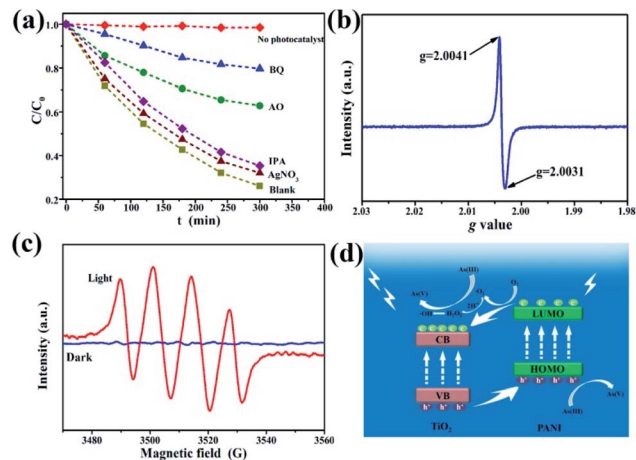 (a)
1.0
0.8
0.6
0.4
0.2
C/C0
No photocatalyst
BQ
AO
IPA
AgNO3
Blank
0 50 100 150 200 250 300 350 400
t (min)
(b)
Intensity (a.u.)
g=2.0041
g=2.0031
2.03 2.01 2.00 1.99 1.98
g value
(c)
Intensity (a.u.)
Light
Dark
3480 3500 3520 3540 3560
Magnetic field (G)
(d)
As(III)
As(V)
·O2
O2
·OH
H2O2
2H+
CB
VB
h+ h+ h+ h+
TiO2
LUMO
HOMO
h+ h+ h+ h+
As(V)
As(III)
PANI